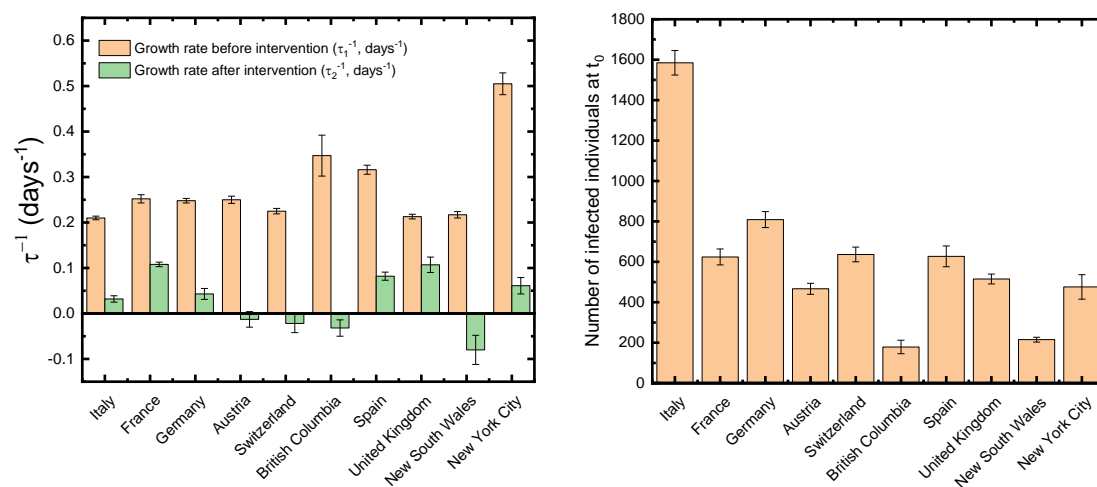 0.6
0.5
0.4
0.3
0.2
0.1
0.0
-0.1
τ⁻¹ (days⁻¹)
Growth rate before intervention (τ₁⁻¹, days⁻¹)
Growth rate after intervention (τ₂⁻¹, days⁻¹)
Italy
France
Germany
Austria
Switzerland
British Columbia
Spain
United Kingdom
New South Wales
New York City
1800
1600
1400
1200
1000
800
600
400
200
0
Number of infected individuals at t₀
Italy
France
Germany
Austria
Switzerland
British Columbia
Spain
United Kingdom
New South Wales
New York City